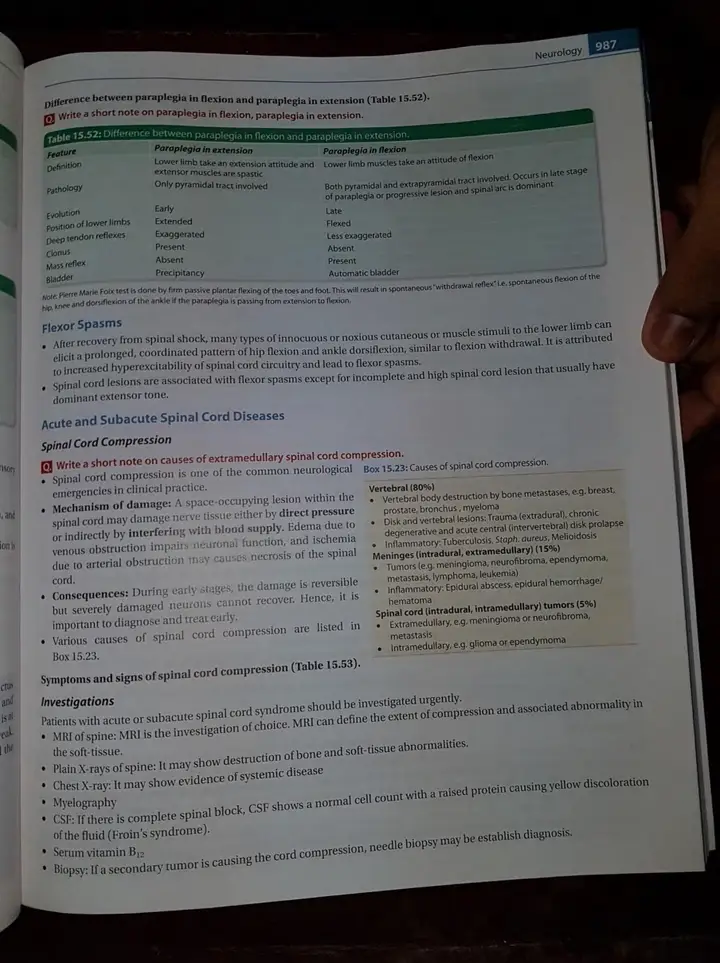 Neurology 987
Difference between paraplegia in flexion and paraplegia in extension (Table 15.52).
Q. Write a short note on paraplegia in flexion, paraplegia in extension.
Table 15.52: Difference between paraplegia in flexion and paraplegia in extension.
Feature Paraplegia in extension Paraplegia in flexion
Definition Lower limb take an extension attitude and Lower limb muscles take an attitude of flexion
extensor muscles are spastic
Pathology Only pyramidal tract involved Both pyramidal and extrapyramidal tract involved. Occurs in late stage
of paraplegia or progressive lesion and spinal arc is dominant
Evolution Early Late
Position of lower limbs Extended Flexed
Deep tendon reflexes Exaggerated Less exaggerated
Clonus Present Absent
Mass reflex Absent Present
Bladder Precipitancy Automatic bladder
Note: Pierre Marie Foix test is done by firm passive plantar flexing of the toes and foot. This will result in spontaneous "withdrawal reflex" i.e. spontaneous flexion of the
hip, knee and dorsiflexion of the ankle if the paraplegia is passing from extension to flexion.
Flexor Spasms
• After recovery from spinal shock, many types of innocuous or noxious cutaneous or muscle stimuli to the lower limb can
elicit a prolonged, coordinated pattern of hip flexion and ankle dorsiflexion, similar to flexion withdrawal. It is attributed
to increased hyperexcitability of spinal cord circuitry and lead to flexor spasms.
• Spinal cord lesions are associated with flexor spasms except for incomplete and high spinal cord lesion that usually have
dominant extensor tone.
Acute and Subacute Spinal Cord Diseases
Spinal Cord Compression
Q. Write a short note on causes of extramedullary spinal cord compression.
• Spinal cord compression is one of the common neurological
emergencies in clinical practice.
• Mechanism of damage: A space-occupying lesion within the
spinal cord may damage nerve tissue either by direct pressure
or indirectly by interfering with blood supply. Edema due to
venous obstruction impairs neuronal function, and ischemia
due to arterial obstruction may causes necrosis of the spinal
cord.
• Consequences: During early stages, the damage is reversible
but severely damaged neurons cannot recover. Hence, it is
important to diagnose and treat early.
• Various causes of spinal cord compression are listed in
Box 15.23.
Box 15.23: Causes of spinal cord compression.
Vertebral (80%)
• Vertebral body destruction by bone metastases, e.g. breast,
prostate, bronchus , myeloma
• Disk and vertebral lesions: Trauma (extradural), chronic
degenerative and acute central (intervertebral) disk prolapse
• Inflammatory: Tuberculosis, Staph. aureus, Melioidosis
Meninges (intradural, extramedullary) (15%)
• Tumors (e.g. meningioma, neurofibroma, ependymoma,
metastasis, lymphoma, leukemia)
• Inflammatory: Epidural abscess, epidural hemorrhage/
hematoma
Spinal cord (intradural, intramedullary) tumors (5%)
• Extramedullary, e.g. meningioma or neurofibroma,
metastasis
• Intramedullary, e.g. glioma or ependymoma
Symptoms and signs of spinal cord compression (Table 15.53).
Investigations
Patients with acute or subacute spinal cord syndrome should be investigated urgently.
• MRI of spine: MRI is the investigation of choice. MRI can define the extent of compression and associated abnormality in
the soft-tissue.
• Plain X-rays of spine: It may show destruction of bone and soft-tissue abnormalities.
• Chest X-ray: It may show evidence of systemic disease
• Myelography
• CSF: If there is complete spinal block, CSF shows a normal cell count with a raised protein causing yellow discoloration
of the fluid (Froin's syndrome).
• Serum vitamin B12
• Biopsy: If a secondary tumor is causing the cord compression, needle biopsy may be establish diagnosis.